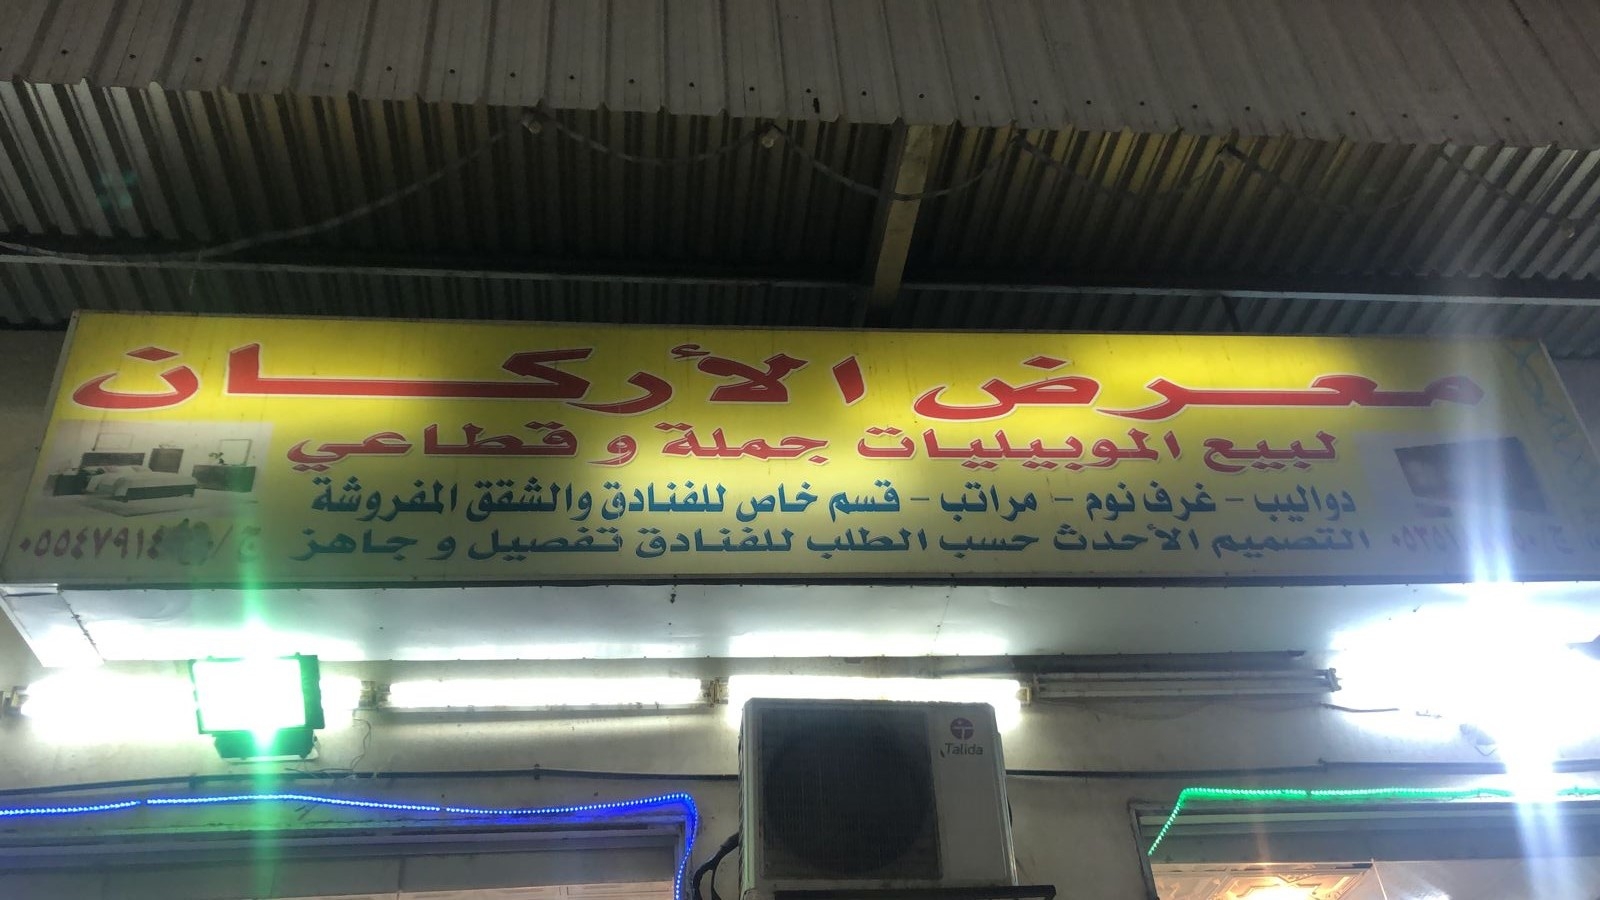 معرض الأركان
لبيع الموبيليات جملة و قطاعي
دواليب - غرف نوم - مراتب - قسم خاص للفنادق والشقق المفروشة
التصميم الأحدث حسب الطلب للفنادق تفصيل و جاهز
Talida